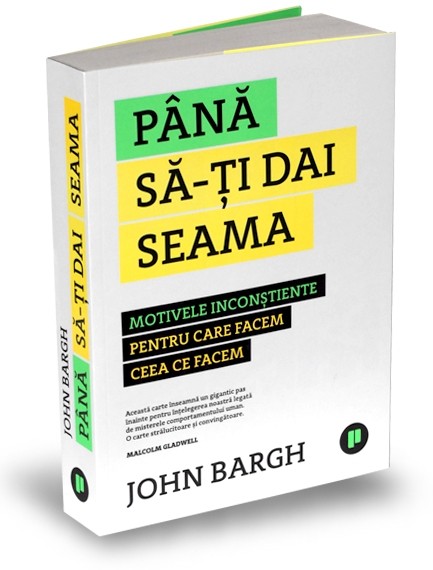 PÂNĂ
SĂ-ȚI DAI
SEAMA
MOTIVELE INCONȘTIENTE
PENTRU CARE FACEM
CEEA CE FACEM
Această carte înseamnă un gigantic pas
înainte pentru înțelegerea noastră legată
de misterele comportamentului uman.
O carte strălucitoare și convingătoare.
MALCOLM GLADWELL
JOHN BARGH
JOHN BARGH
PÂNĂ SĂ-ȚI DAI SEAMA